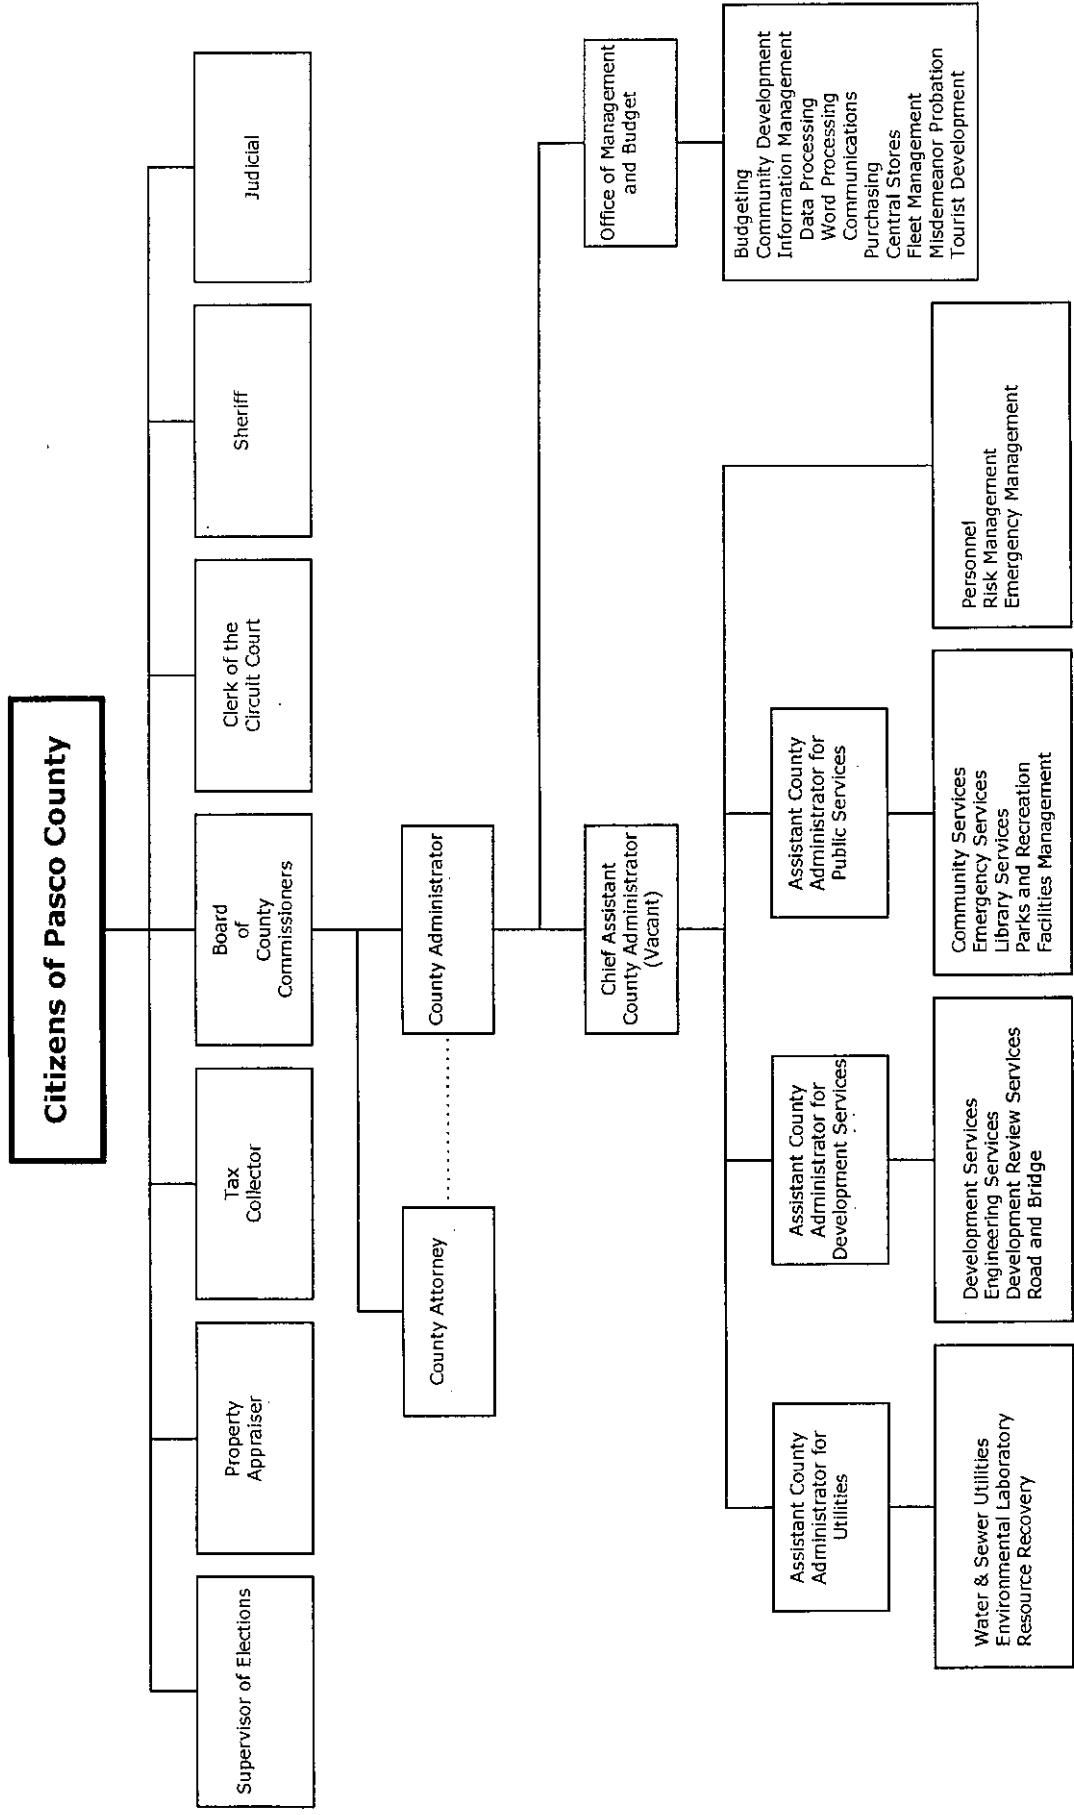 Citizens of Pasco County
Supervisor of Elections
Property
Appraiser
Tax
Collector
Board
of
County
Commissioners
Clerk of the
Circuit Court
Sheriff
Judicial
County Attorney
County Administrator
Chief Assistant
County Administrator
(Vacant)
Office of Management
and Budget
Assistant County
Administrator for
Utilities
Assistant County
Administrator for
Development Services
Assistant County
Administrator for
Public Services
Budgeting
Community Development
Information Management
Data Processing
Word Processing
Communications
Purchasing
Central Stores
Fleet Management
Misdemeanor Probation
Tourist Development
Water & Sewer Utilities
Environmental Laboratory
Resource Recovery
Development Services
Engineering Services
Development Review Services
Road and Bridge
Community Services
Emergency Services
Library Services
Parks and Recreation
Facilities Management
Personnel
Risk Management
Emergency Management